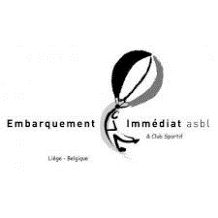 Embarquement Immédiat asbl
& Club Sportif
Liège - Belgique